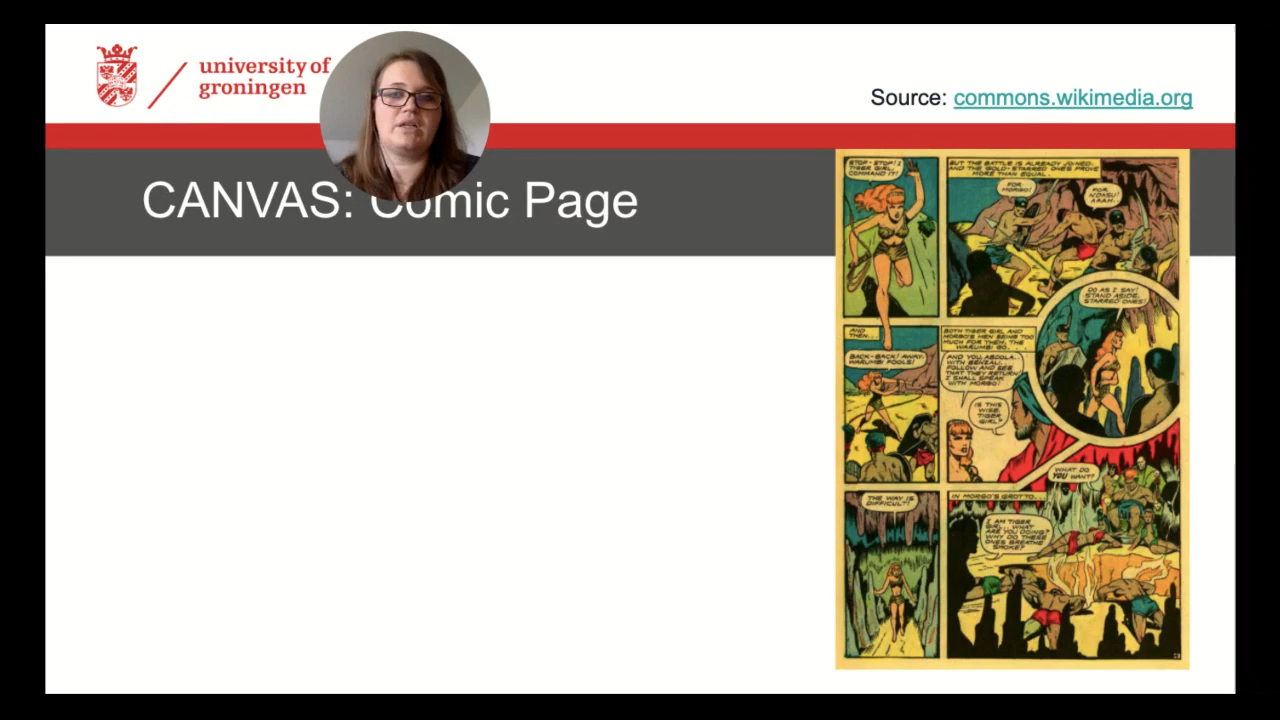 university of
groningen
Source: commons.wikimedia.org
CANVAS: Comic Page
STOP-STOP! I
TIGER GIRL,
COMMAND IT!
BUT THE BATTLE IS ALREADY JOINED,
AND THE GOLD-STARRED ONES PROVE
MORE THAN EQUAL..
FOR
MORGO!
FOR
AAAH..
DO AS I SAY!
STAND ASIDE,
STARRED ONES!
AND
THEN...
BACK-BACK! AWAY,
WARUMBI FOOLS!
BOTH TIGER GIRL AND
MORGO'S MEN BEING TOO
MUCH FOR THEM, THE
WARUMBI GO...
AND YOU ABDOLA..
WITH BENZALI..
FOLLOW AND SEE
THAT THEY RETURN!
I SHALL SPEAK
WITH MORGO!
IS THIS
WISE,
TIGER
GIRL?
THE WAY IS
DIFFICULT!
IN MORGO'S GROTTO...
WHAT DO
YOU WANT?
I AM TIGER
GIRL.. WHAT
ARE YOU DOING?
WHY DO THESE
ONES BREATHE
SMOKE?